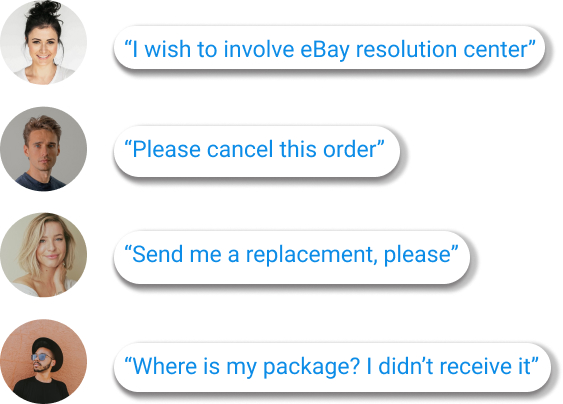 “I wish to involve eBay resolution center”
“Please cancel this order”
“Send me a replacement, please”
“Where is my package? I didn’t receive it”